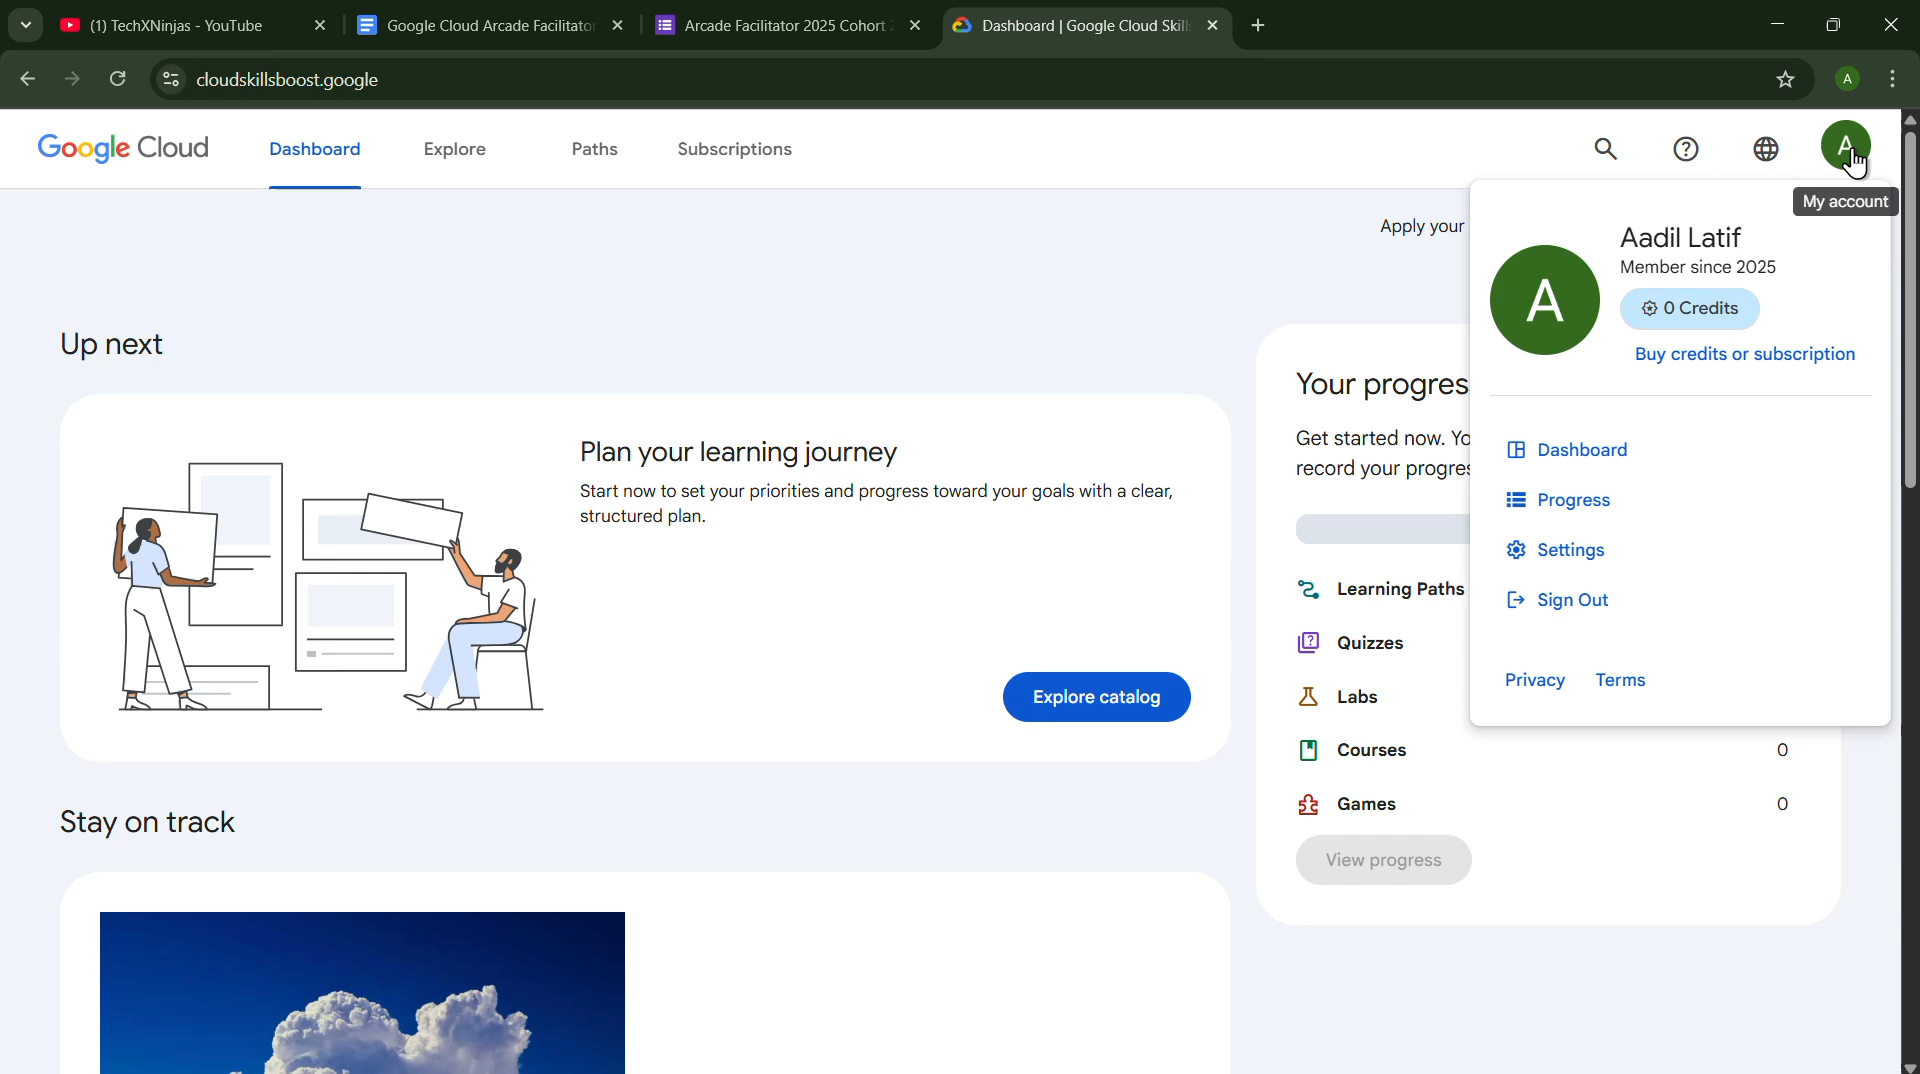 (1) TechXNinjas - YouTube
Google Cloud Arcade Facilitator
Arcade Facilitator 2025 Cohort 2
Dashboard | Google Cloud Skill
cloudskillsboost.google
A
Google Cloud
Dashboard
Explore
Paths
Subscriptions
A
My account
Apply your
Aadil Latif
Member since 2025
A
0 Credits
Buy credits or subscription
Up next
Your progres
Get started now. Yo
record your progres
Plan your learning journey
Start now to set your priorities and progress toward your goals with a clear,
structured plan.
Explore catalog
Dashboard
Progress
Settings
Sign Out
Privacy Terms
Learning Paths
Quizzes
Labs
Courses 0
Games 0
View progress
Stay on track